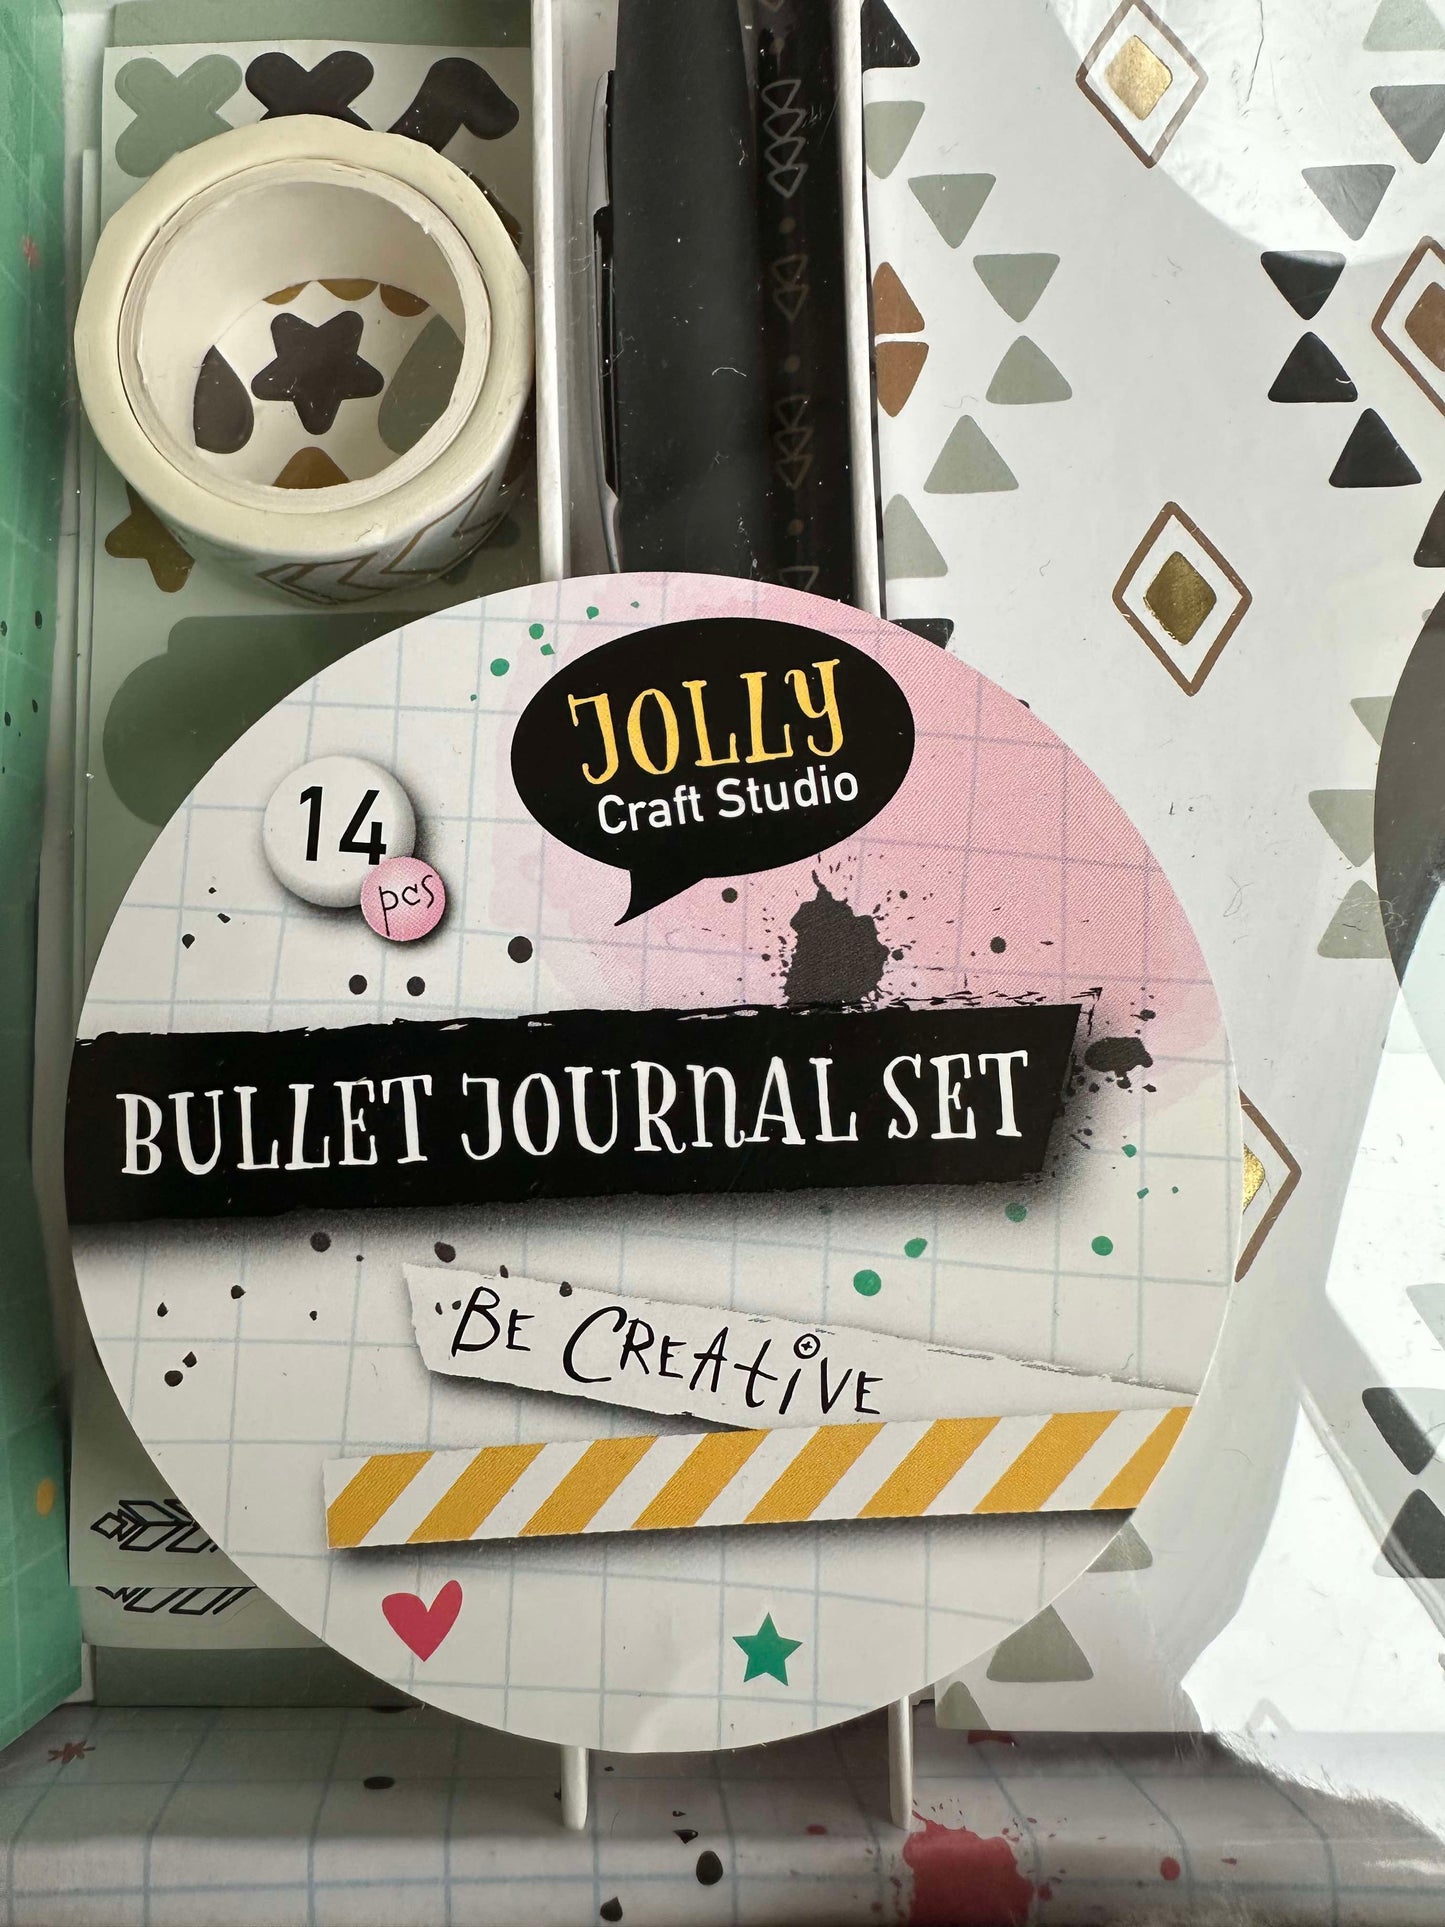 JOLLY
Craft Studio
14
pcs
BULLET JOURNAL SET
BE CREATIVE